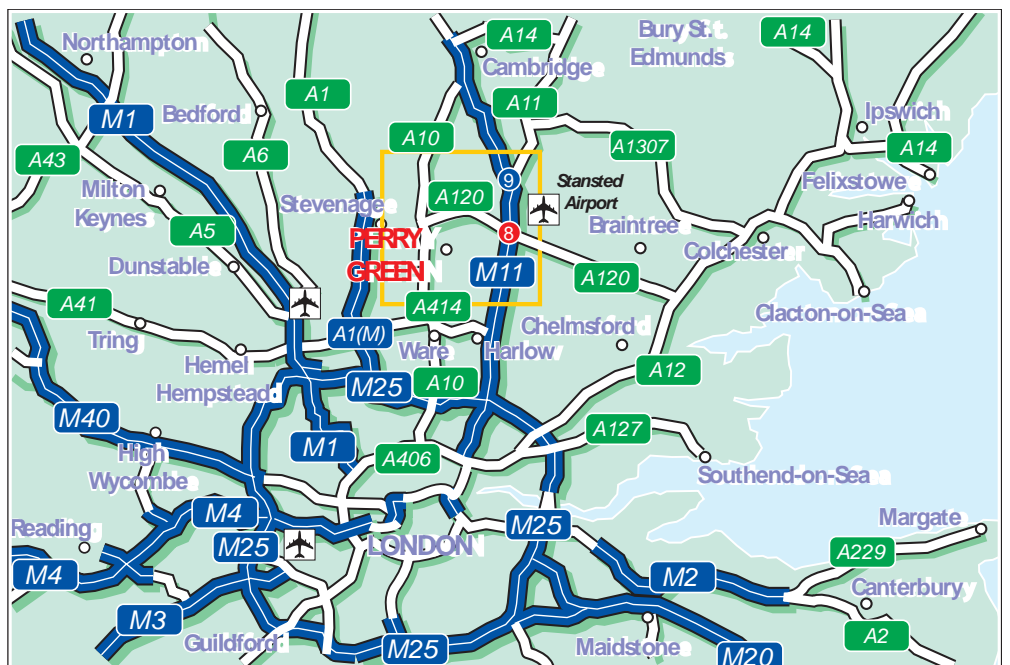 Northampton
A14
Cambridge
Bury St.
Edmunds
A14
M1
Bedford
A1
A11
A10
Ipswich
A43
A6
A1307
A14
Milton
Keynes
Stevenage
A120
9
Stansted
Airport
Felixstowe
Harwich
A5
PERRY
GREEN
8
Braintree
Colchester
Dunstable
M11
A120
A41
A414
Clacton-on-Sea
Tring
A1(M)
Ware
Harlow
Chelmsford
Hemel
Hempstead
M25
A10
A12
M40
M1
A406
A127
High
Wycombe
Southend-on-Sea
M4
Reading
M25
LONDON
M25
Margate
A229
M4
M2
Canterbury
M3
Guildford
M25
Maidstone
M20
A2